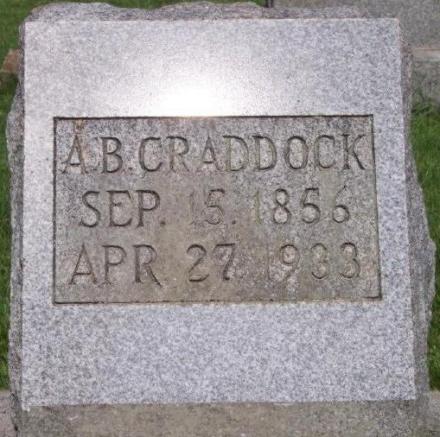 A.B.CRADDOCK
SEP. 15. 1856
APR. 27. 1933